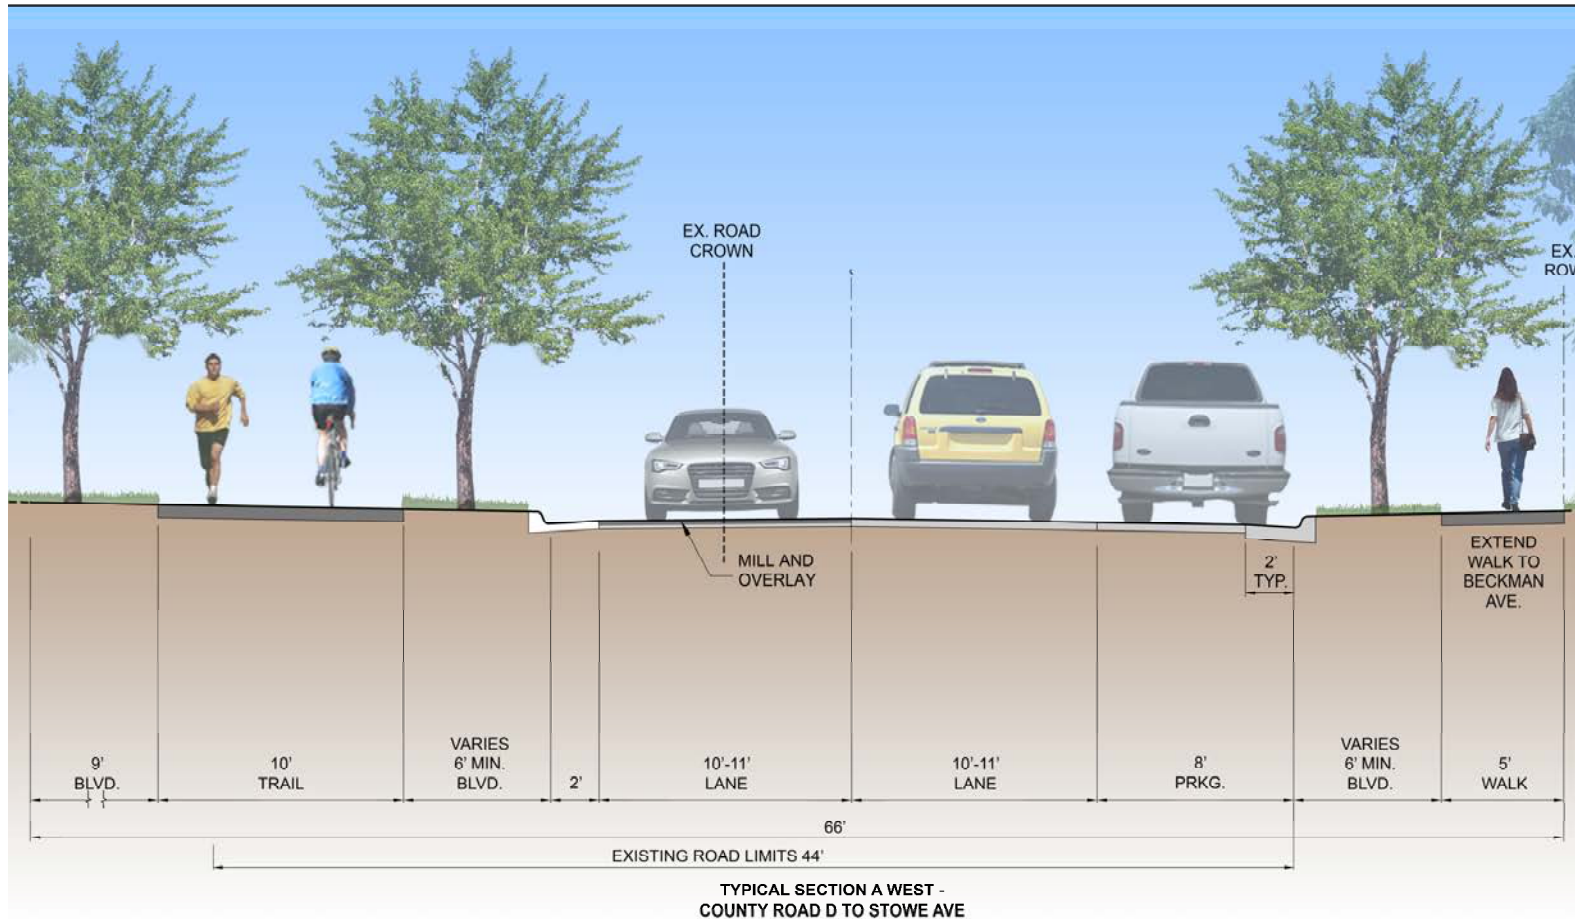 EX. ROAD
CROWN
EX.
ROW
MILL AND
OVERLAY
2'
TYP.
EXTEND
WALK TO
BECKMAN
AVE.
9'
BLVD.
10'
TRAIL
VARIES
6' MIN.
BLVD.
2'
10'-11'
LANE
10'-11'
LANE
8'
PRKG.
VARIES
6' MIN.
BLVD.
5'
WALK
66'
EXISTING ROAD LIMITS 44'
TYPICAL SECTION A WEST -
COUNTY ROAD D TO STOWE AVE